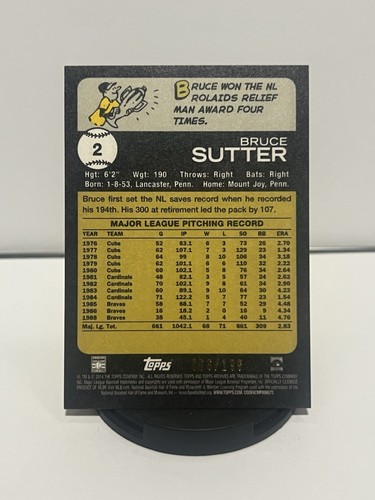 BRUCE WON THE NL
ROLAIDS RELIEF
MAN AWARD FOUR
TIMES.
2
BRUCE
SUTTER
Hgt: 6'2" Wgt: 190 Throws: Right Bats: Right
Born: 1-8-53, Lancaster, Penn. Home: Mount Joy, Penn.
Bruce first set the NL saves record when he recorded
his 194th. His 300 at retirement led the pack by 107.
MAJOR LEAGUE PITCHING RECORD
YEAR TEAM G IP W L SO BB ERA
1976 Cubs 52 83.1 6 3 73 26 2.70
1977 Cubs 62 107.1 7 3 129 23 1.34
1978 Cubs 64 99 8 10 106 34 3.18
1979 Cubs 62 101.1 6 6 110 32 2.22
1980 Cubs 60 102.1 5 8 76 34 2.64
1981 Cardinals 48 82.1 3 5 57 24 2.62
1982 Cardinals 70 102.1 9 8 61 34 2.90
1983 Cardinals 60 89.1 9 10 64 30 4.23
1984 Cardinals 71 122.2 5 7 77 23 1.54
1985 Braves 58 88.1 7 7 52 29 4.48
1986 Braves 16 18.2 2 0 16 9 4.34
1988 Braves 38 45.1 1 4 40 11 4.76
Maj. Lg. Tot. 661 1042.1 68 71 861 309 2.83
Topps